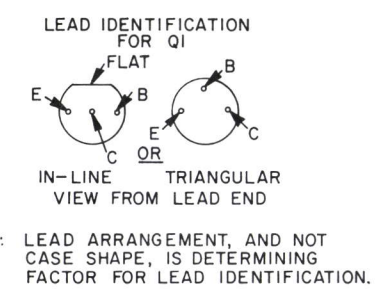 LEAD IDENTIFICATION
FOR Q1
FLAT
E B
C
B
E C
OR
IN-LINE TRIANGULAR
VIEW FROM LEAD END
LEAD ARRANGEMENT, AND NOT
CASE SHAPE, IS DETERMINING
FACTOR FOR LEAD IDENTIFICATION.